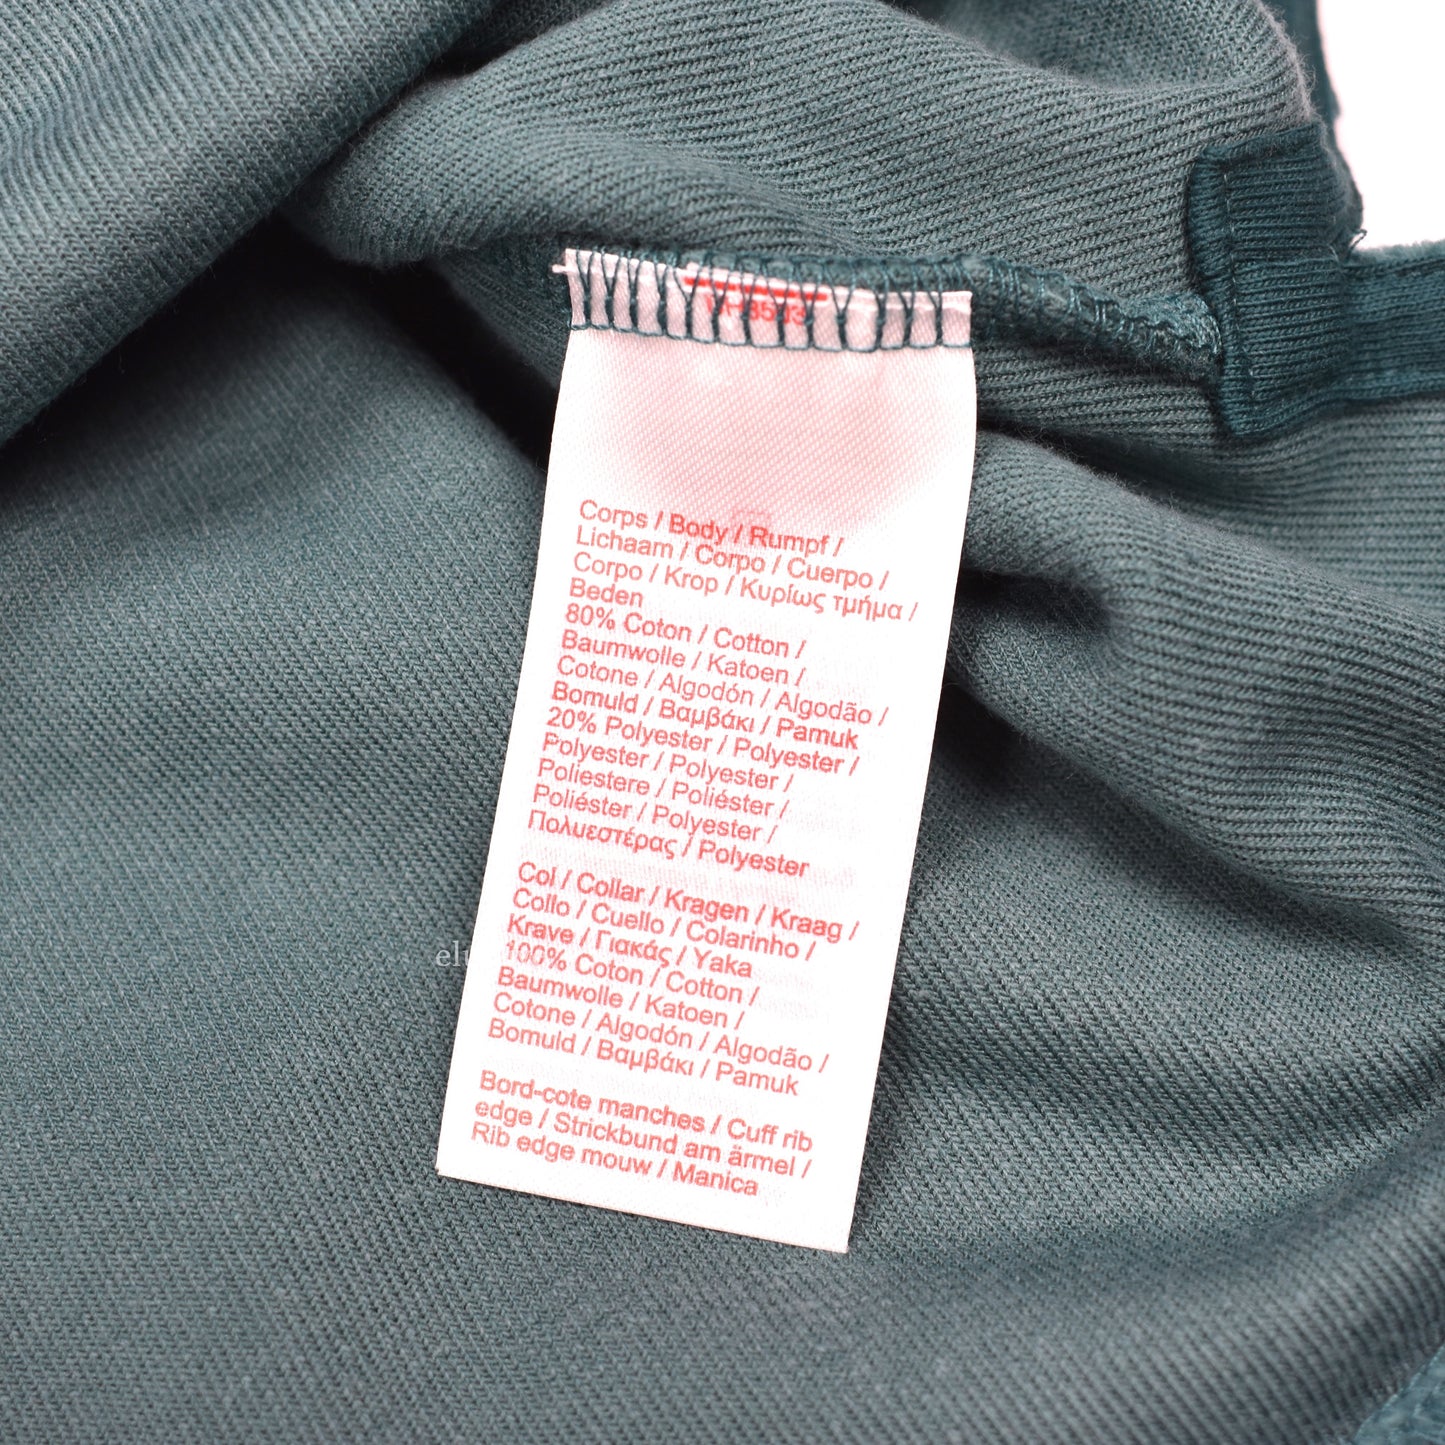 Corps / Body / Rumpf /
Lichaam / Corpo / Cuerpo /
Corpo / Krop / Κυρίως τμήμα /
Beden
80% Coton / Cotton /
Baumwolle / Katoen /
Cotone / Algodón / Algodão /
Bomuld / Βαμβάκι / Pamuk
20% Polyester / Polyester /
Polyester / Polyester /
Poliestere / Poliéster /
Poliéster / Polyester /
Πολυεστέρας / Polyester
Col / Collar / Kragen / Kraag /
Collo / Cuello / Colarinho /
Krave / Γιακάς / Yaka
100% Coton / Cotton /
Baumwolle / Katoen /
Cotone / Algodón / Algodão /
Bomuld / Βαμβάκι / Pamuk
Bord-cote manches / Cuff rib
edge / Strickbund am ärmel /
Rib edge mouw / Manica